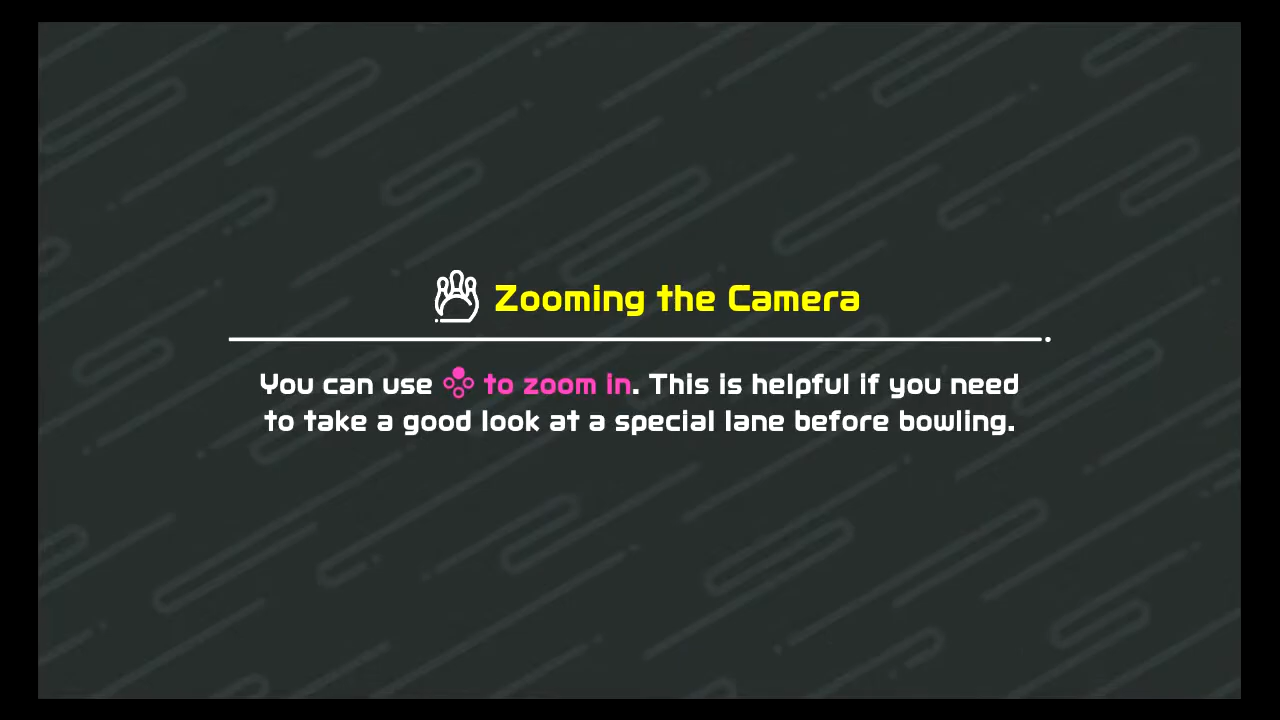 Zooming the Camera
You can use to zoom in. This is helpful if you need
to take a good look at a special lane before bowling.